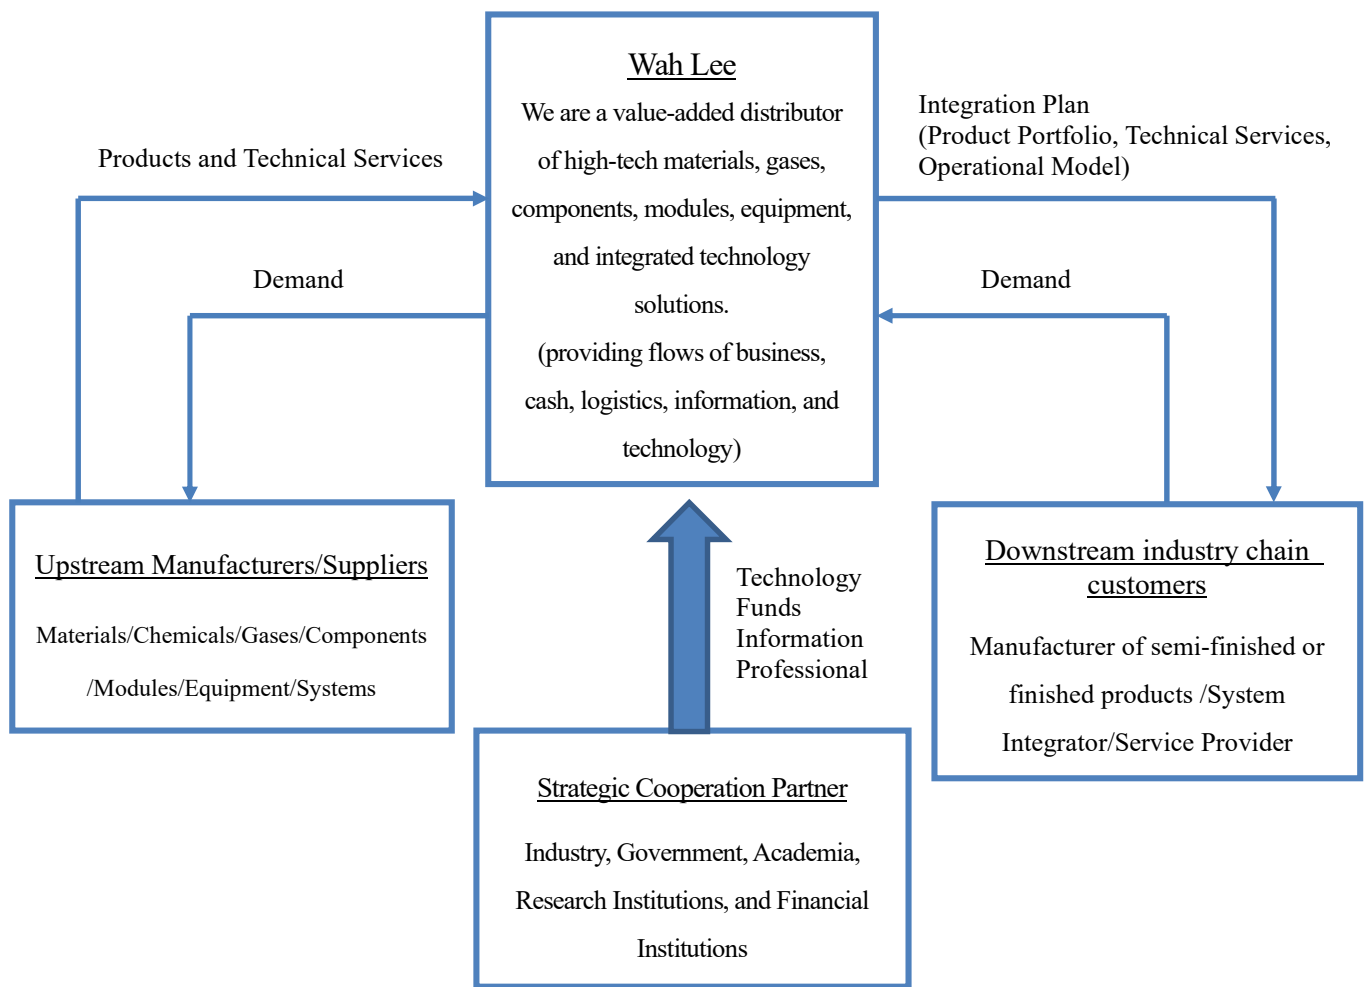 Wah Lee
We are a value-added distributor
of high-tech materials, gases,
components, modules, equipment,
and integrated technology
solutions.
(providing flows of business,
cash, logistics, information, and
technology)
Products and Technical Services
Demand
Integration Plan
(Product Portfolio, Technical Services,
Operational Model)
Demand
Upstream Manufacturers/Suppliers
Materials/Chemicals/Gases/Components
/Modules/Equipment/Systems
Technology
Funds
Information
Professional
Downstream industry chain
customers
Manufacturer of semi-finished or
finished products /System
Integrator/Service Provider
Strategic Cooperation Partner
Industry, Government, Academia,
Research Institutions, and Financial
Institutions